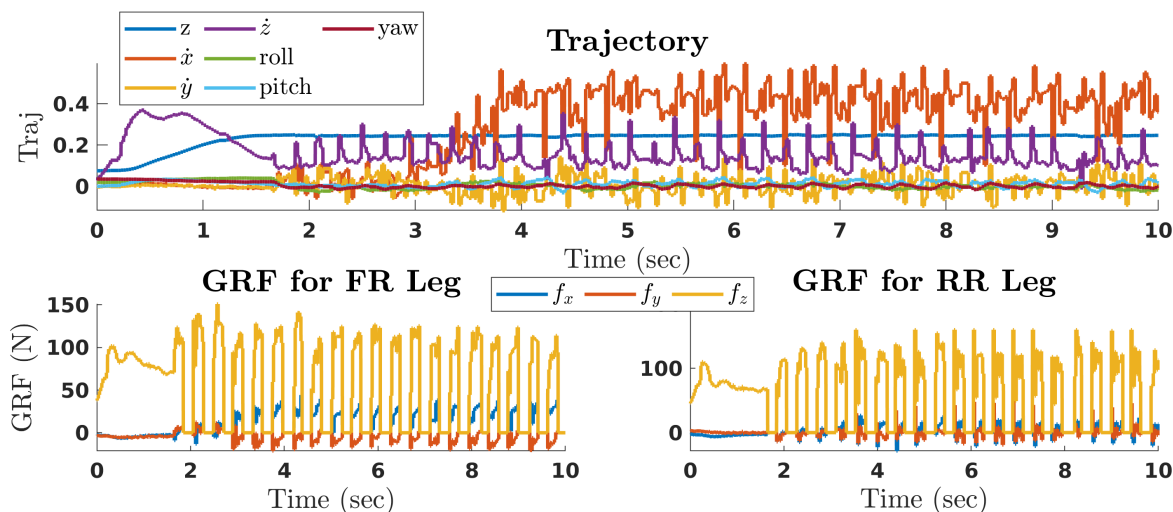 z ż yaw
ẋ roll
ẏ pitch
Trajectory
Traj
0.4
0.2
0
0 1 2 3 4 5 6 7 8 9 10
Time (sec)
GRF for FR Leg
GRF for RR Leg
f_x f_y f_z
GRF (N)
150
100
50
0
0 2 4 6 8 10
Time (sec)
100
0
0 2 4 6 8 10
Time (sec)